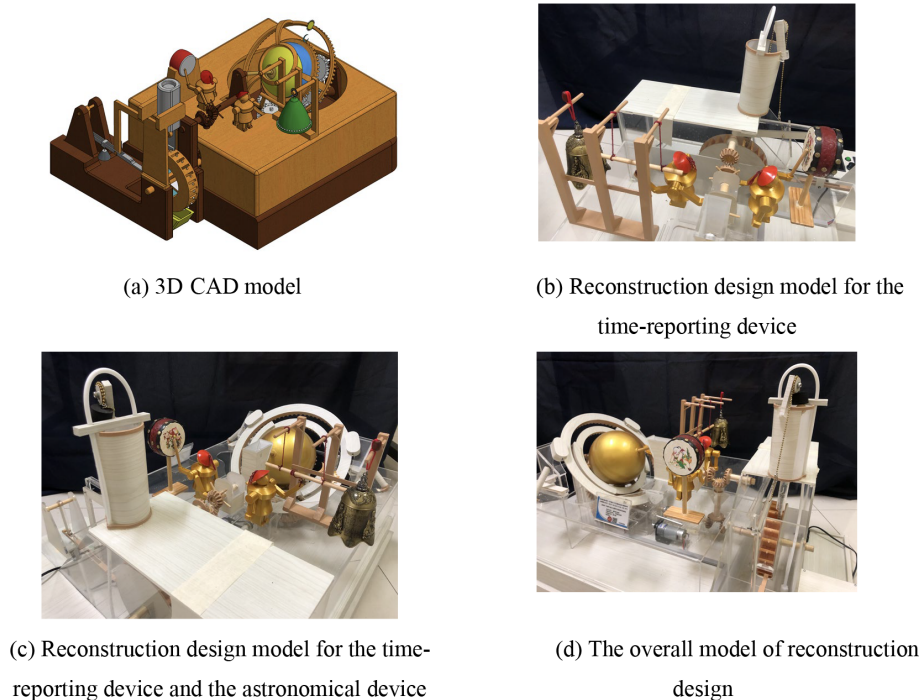 (a) 3D CAD model
(b) Reconstruction design model for the
time-reporting device
(c) Reconstruction design model for the time-
reporting device and the astronomical device
(d) The overall model of reconstruction
design